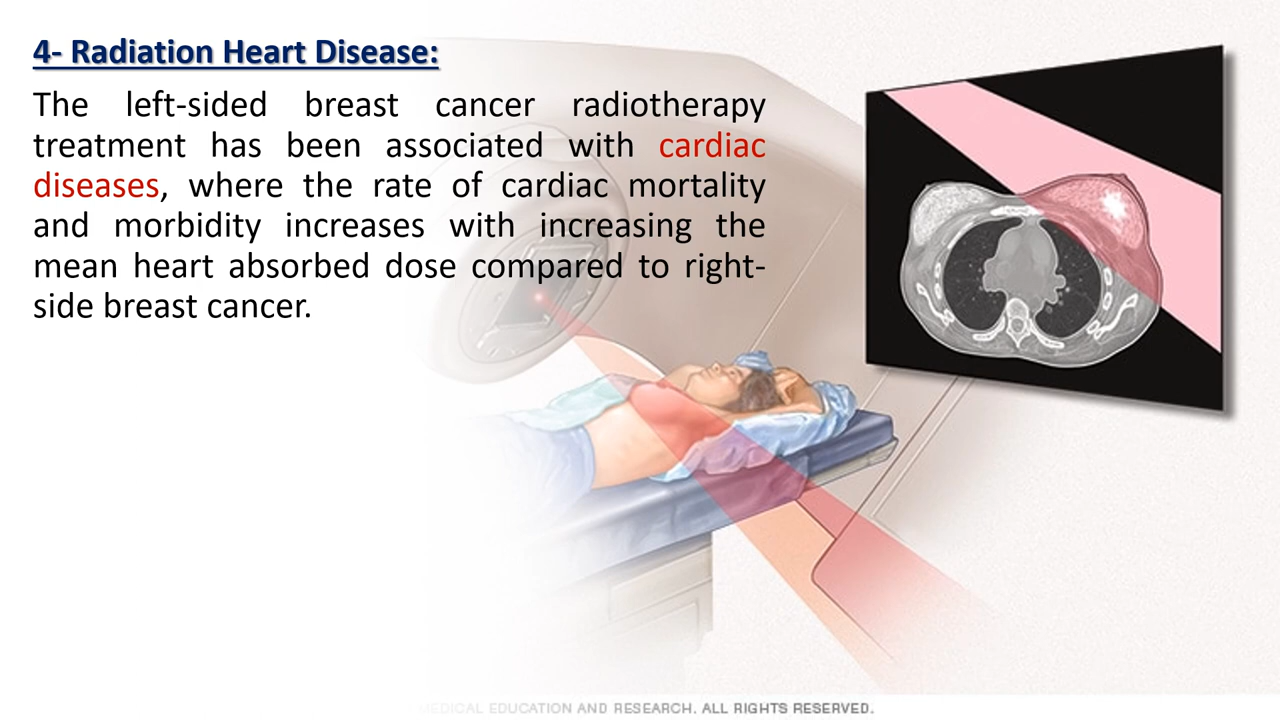 4- Radiation Heart Disease:
The left-sided breast cancer radiotherapy
treatment has been associated with cardiac
diseases, where the rate of cardiac mortality
and morbidity increases with increasing the
mean heart absorbed dose compared to right-
side breast cancer.
MEDICAL EDUCATION AND RESEARCH. ALL RIGHTS RESERVED.